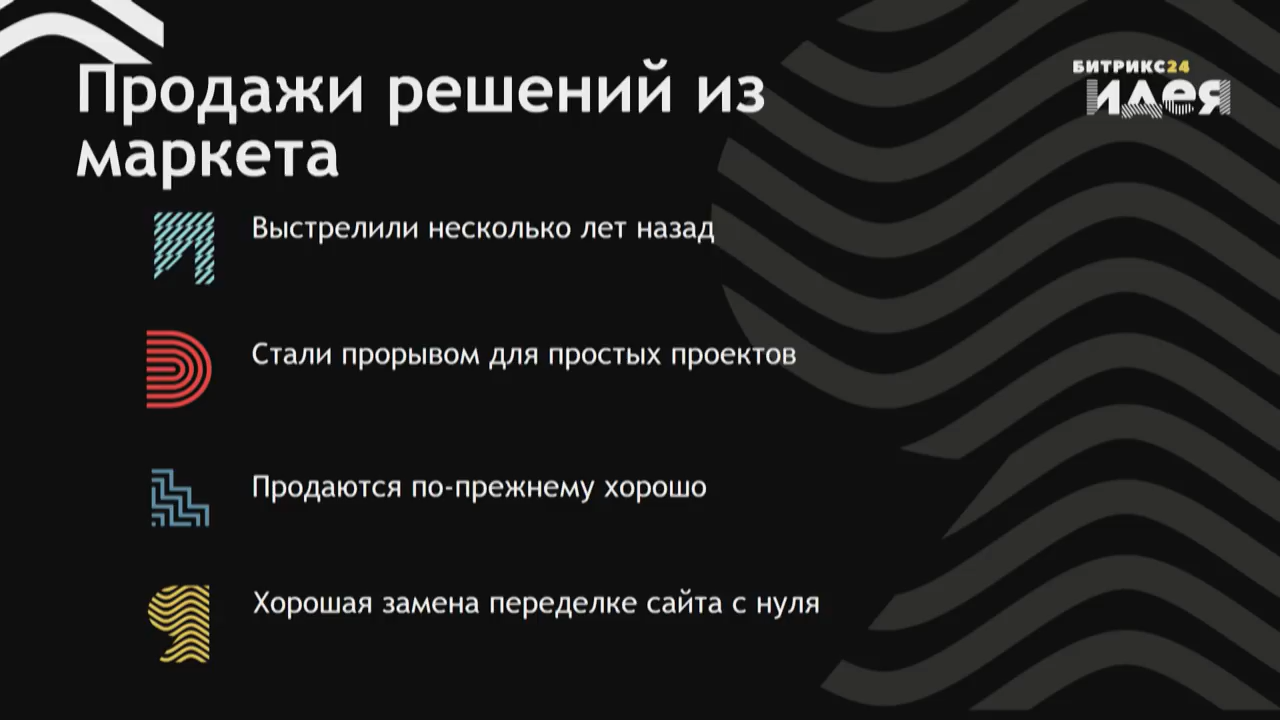 Продажи решений из
маркета
БИТРИКС24
идея
Выстрелили несколько лет назад
Стали прорывом для простых проектов
Продаются по-прежнему хорошо
Хорошая замена переделке сайта с нуля